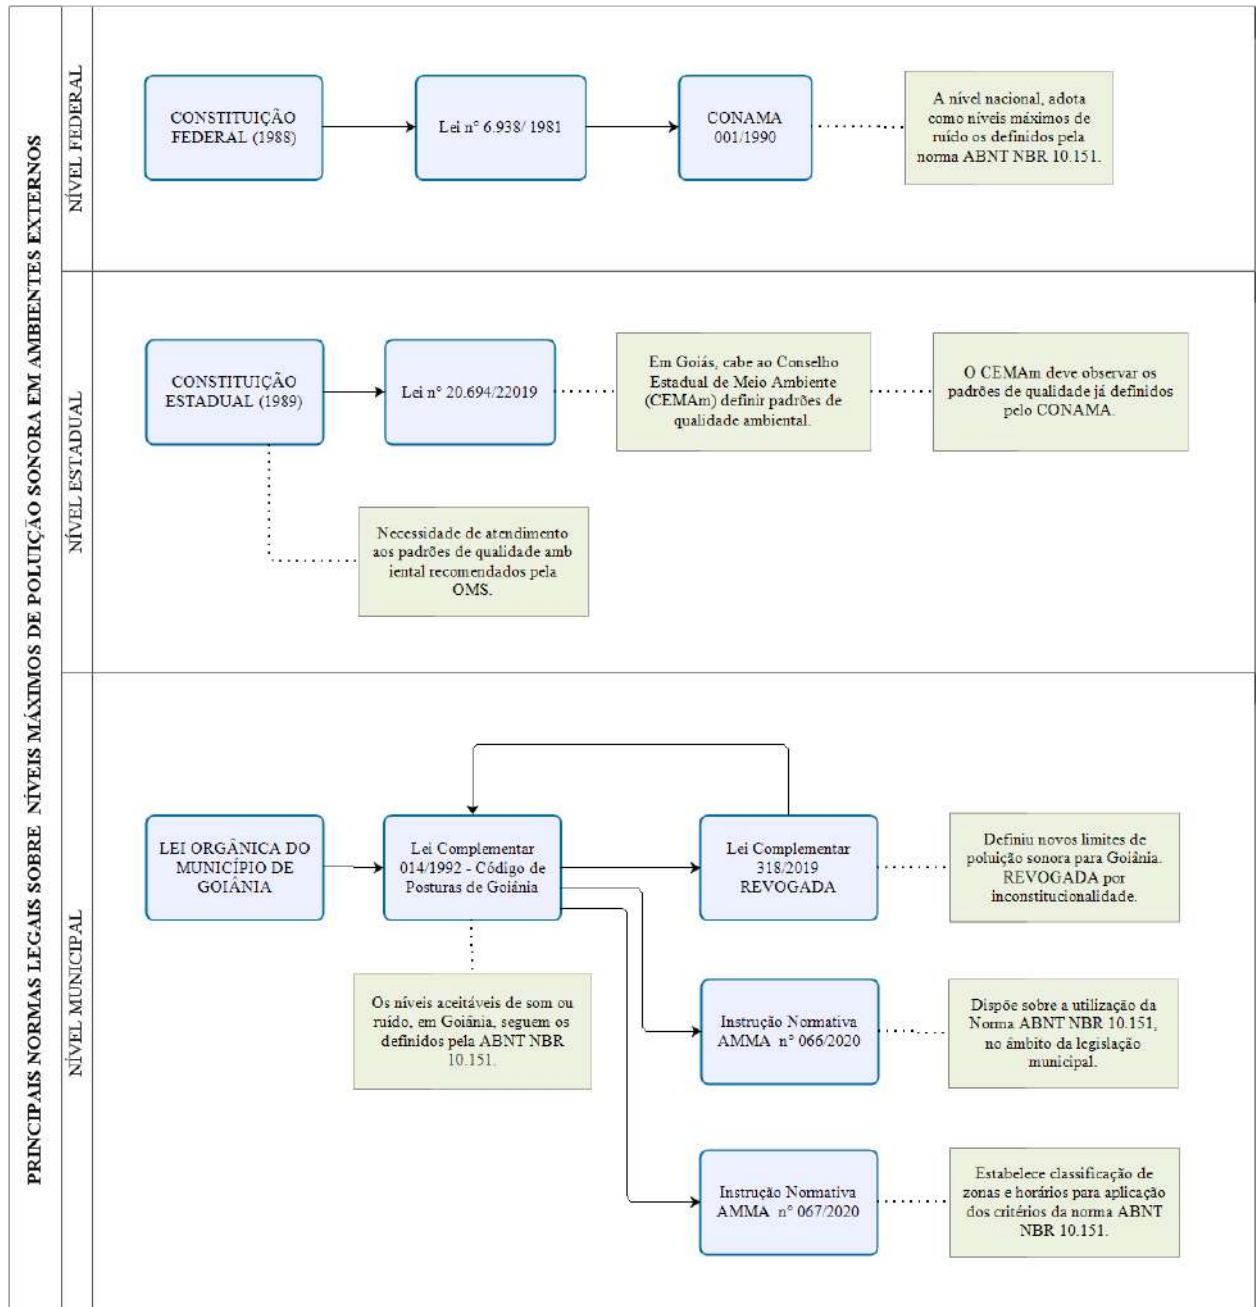 PRINCIPAIS NORMAS LEGAIS SOBRE NÍVEIS MÁXIMOS DE POLUIÇÃO SONORA EM AMBIENTES EXTERNOS
NÍVEL FEDERAL
CONSTITUIÇÃO
FEDERAL (1988)
Lei n° 6.938/ 1981
CONAMA
001/1990
A nível nacional, adota
como níveis máximos de
ruído os definidos pela
norma ABNT NBR 10.151.
NÍVEL ESTADUAL
CONSTITUIÇÃO
ESTADUAL (1989)
Lei n° 20.694/22019
Em Goiás, cabe ao Conselho
Estadual de Meio Ambiente
(CEMAm) definir padrões de
qualidade ambiental.
O CEMAm deve observar os
padrões de qualidade já definidos
pelo CONAMA.
Necessidade de atendimento
aos padrões de qualidade amb
iental recomendados pela
OMS.
NÍVEL MUNICIPAL
LEI ORGÂNICA DO
MUNICÍPIO DE
GOIÂNIA
Lei Complementar
014/1992 - Código de
Posturas de Goiânia
Lei Complementar
318/2019
REVOGADA
Definiu novos limites de
poluição sonora para Goiânia.
REVOGADA por
inconstitucionalidade.
Os níveis aceitáveis de som ou
ruído, em Goiânia, seguem os
definidos pela ABNT NBR
10.151.
Instrução Normativa
AMMA n° 066/2020
Dispõe sobre a utilização da
Norma ABNT NBR 10.151,
no âmbito da legislação
municipal.
Instrução Normativa
AMMA n° 067/2020
Estabelece classificação de
zonas e horários para aplicação
dos critérios da norma ABNT
NBR 10.151.